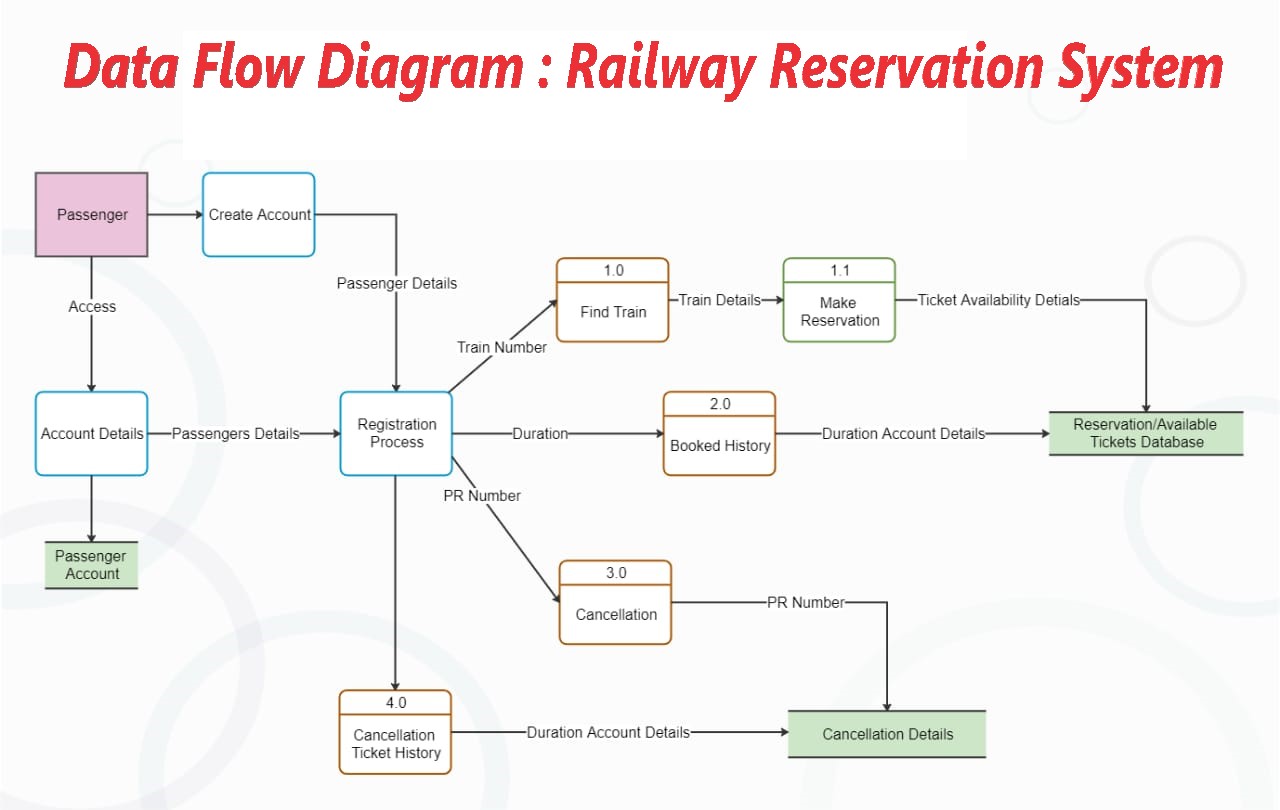 Data Flow Diagram : Railway Reservation System
Passenger
Create Account
Passenger Details
Access
1.0
Find Train
Train Details
1.1
Make
Reservation
Ticket Availability Detials
Train Number
Account Details
Passengers Details
Registration
Process
Duration
2.0
Booked History
Duration Account Details
Reservation/Available
Tickets Database
PR Number
Passenger
Account
3.0
Cancellation
PR Number
4.0
Cancellation
Ticket History
Duration Account Details
Cancellation Details